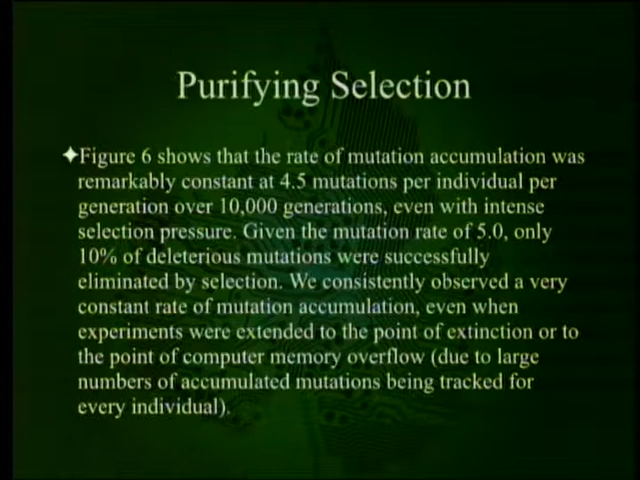 Purifying Selection
✦Figure 6 shows that the rate of mutation accumulation was
remarkably constant at 4.5 mutations per individual per
generation over 10,000 generations, even with intense
selection pressure. Given the mutation rate of 5.0, only
10% of deleterious mutations were successfully
eliminated by selection. We consistently observed a very
constant rate of mutation accumulation, even when
experiments were extended to the point of extinction or to
the point of computer memory overflow (due to large
numbers of accumulated mutations being tracked for
every individual).